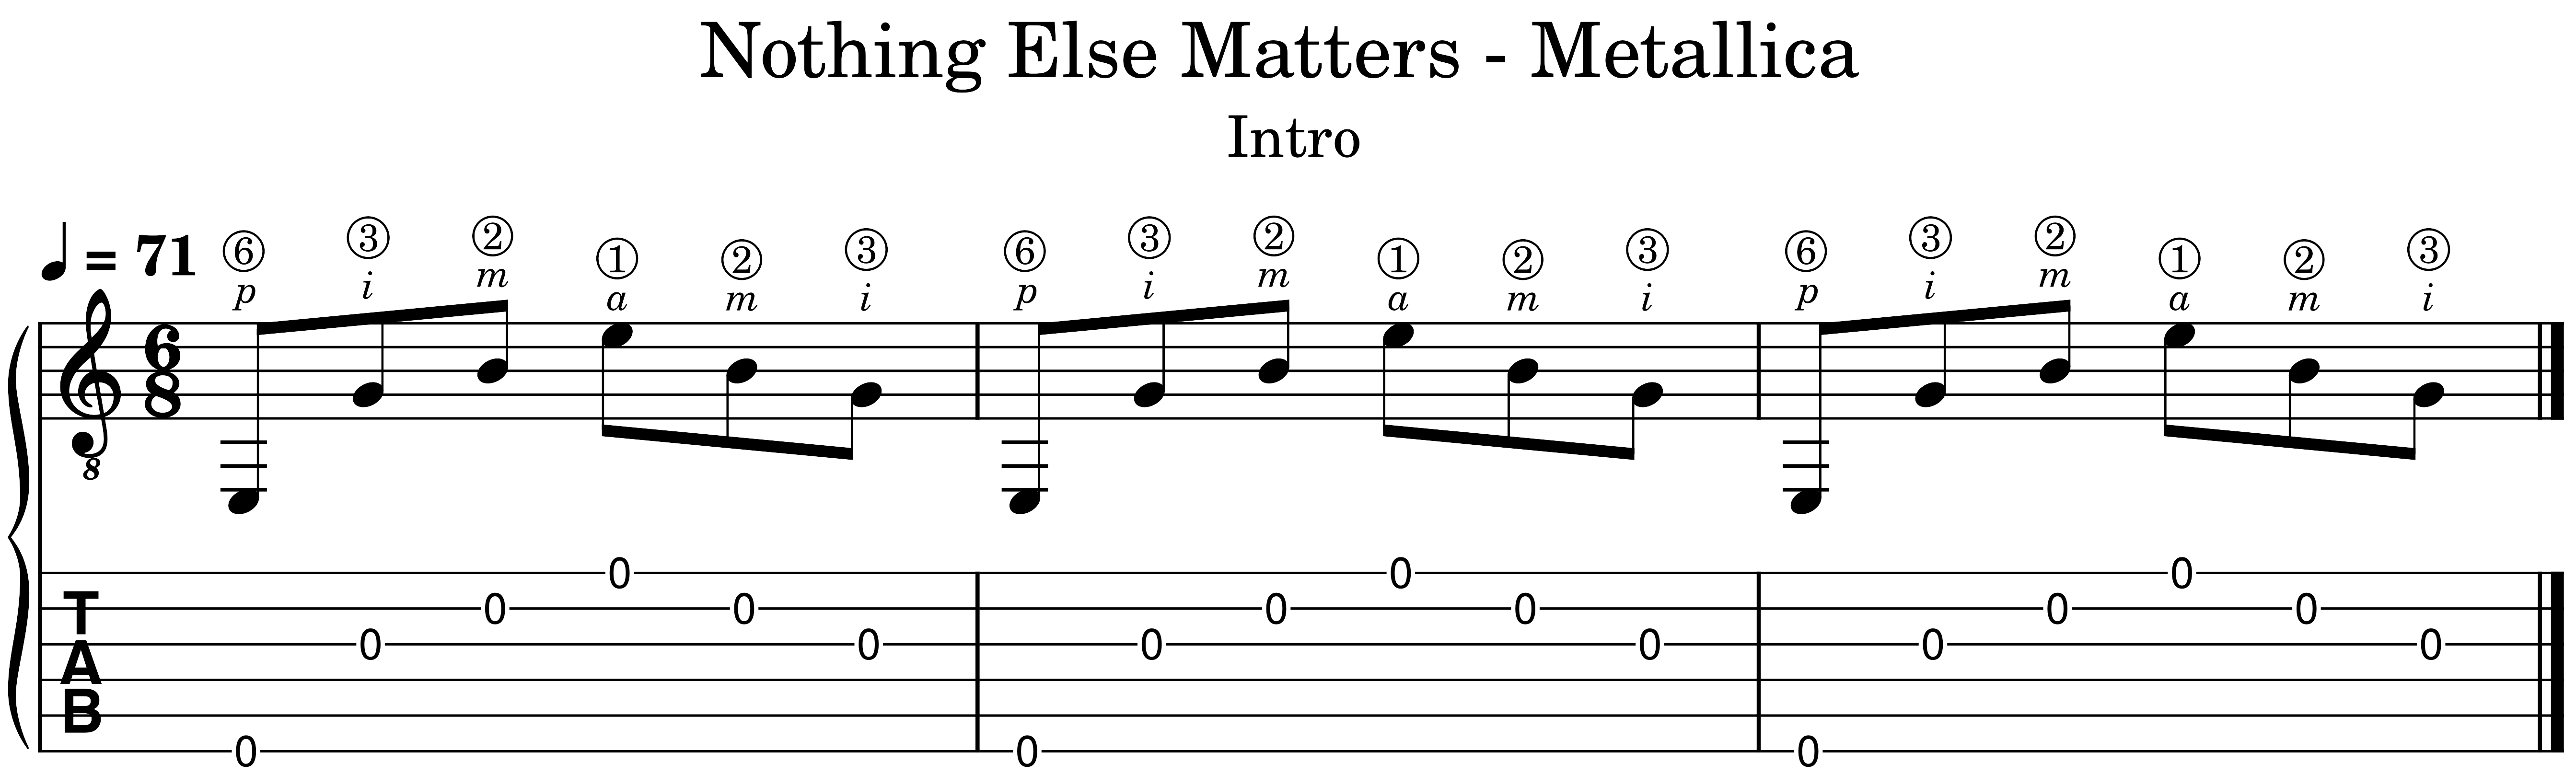 Nothing Else Matters - Metallica
Intro
♩ = 71 ⑥ ③ ② ① ② ③ ⑥ ③ ② ① ② ③ ⑥ ③ ② ① ② ③
p i m a m i p i m a m i p i m a m i
6
8
8
0 0 0
T 0 0 0 0 0 0
A 0 0 0 0 0 0
B
0 0 0